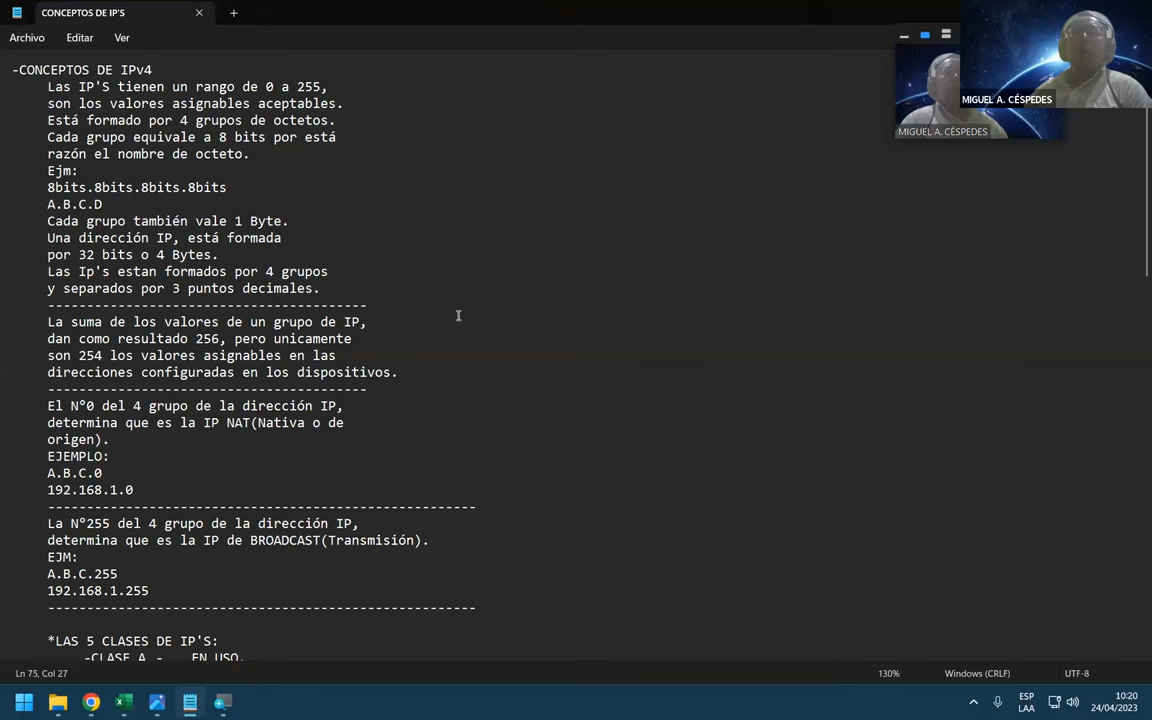 CONCEPTOS DE IP'S
Archivo
Editar
Ver
MIGUEL A. CÉSPEDES
MIGUEL A. CÉSPEDES
-CONCEPTOS DE IPv4
Las IP'S tienen un rango de 0 a 255,
son los valores asignables aceptables.
Está formado por 4 grupos de octetos.
Cada grupo equivale a 8 bits por está
razón el nombre de octeto.
Ejm:
8bits.8bits.8bits.8bits
A.B.C.D
Cada grupo también vale 1 Byte.
Una dirección IP, está formada
por 32 bits o 4 Bytes.
Las Ip's estan formados por 4 grupos
y separados por 3 puntos decimales.
-----------------------------------------
La suma de los valores de un grupo de IP,
dan como resultado 256, pero unicamente
son 254 los valores asignables en las
direcciones configuradas en los dispositivos.
-----------------------------------------
El N°0 del 4 grupo de la dirección IP,
determina que es la IP NAT(Nativa o de
origen).
EJEMPLO:
A.B.C.0
192.168.1.0
-------------------------------------------------------
La N°255 del 4 grupo de la dirección IP,
determina que es la IP de BROADCAST(Transmisión).
EJM:
A.B.C.255
192.168.1.255
-------------------------------------------------------
*LAS 5 CLASES DE IP'S:
-CLASE A - EN USO.
Ln 75, Col 27
130%
Windows (CRLF)
UTF-8
ESP
LAA
10:20
24/04/2023